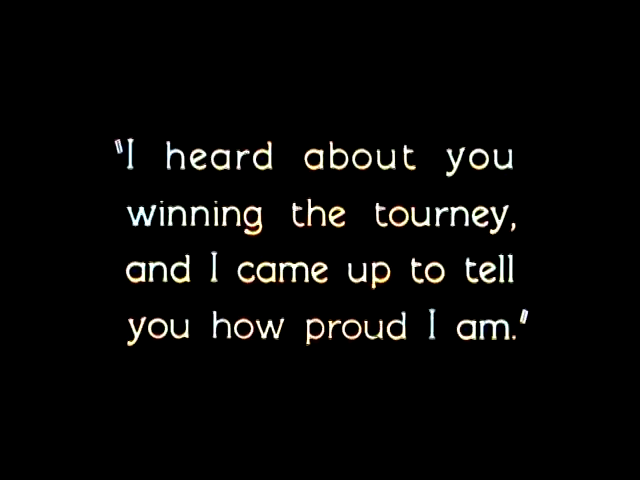 "I heard about you
winning the tourney,
and I came up to tell
you how proud I am."